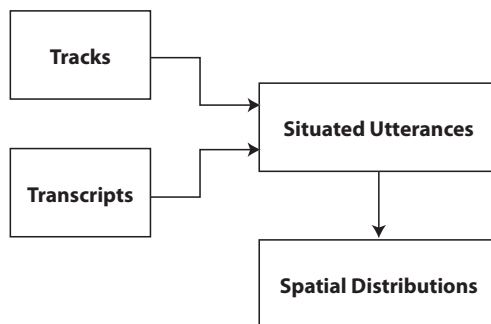 Tracks
Situated Utterances
Transcripts
Spatial Distributions